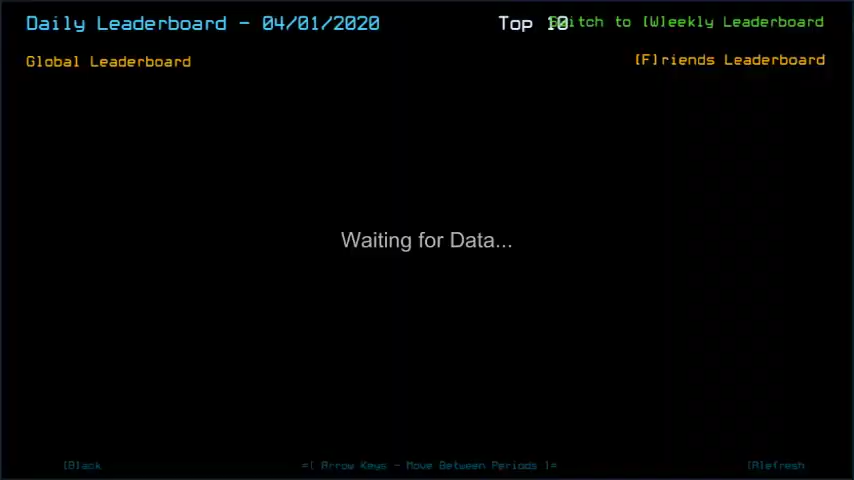 Daily Leaderboard - 04/01/2020
Top 10
Switch to [W]eekly Leaderboard
Global Leaderboard
[F]riends Leaderboard
Waiting for Data...
[B]ack
=[ Arrow Keys - Move Between Periods ]=
[R]efresh